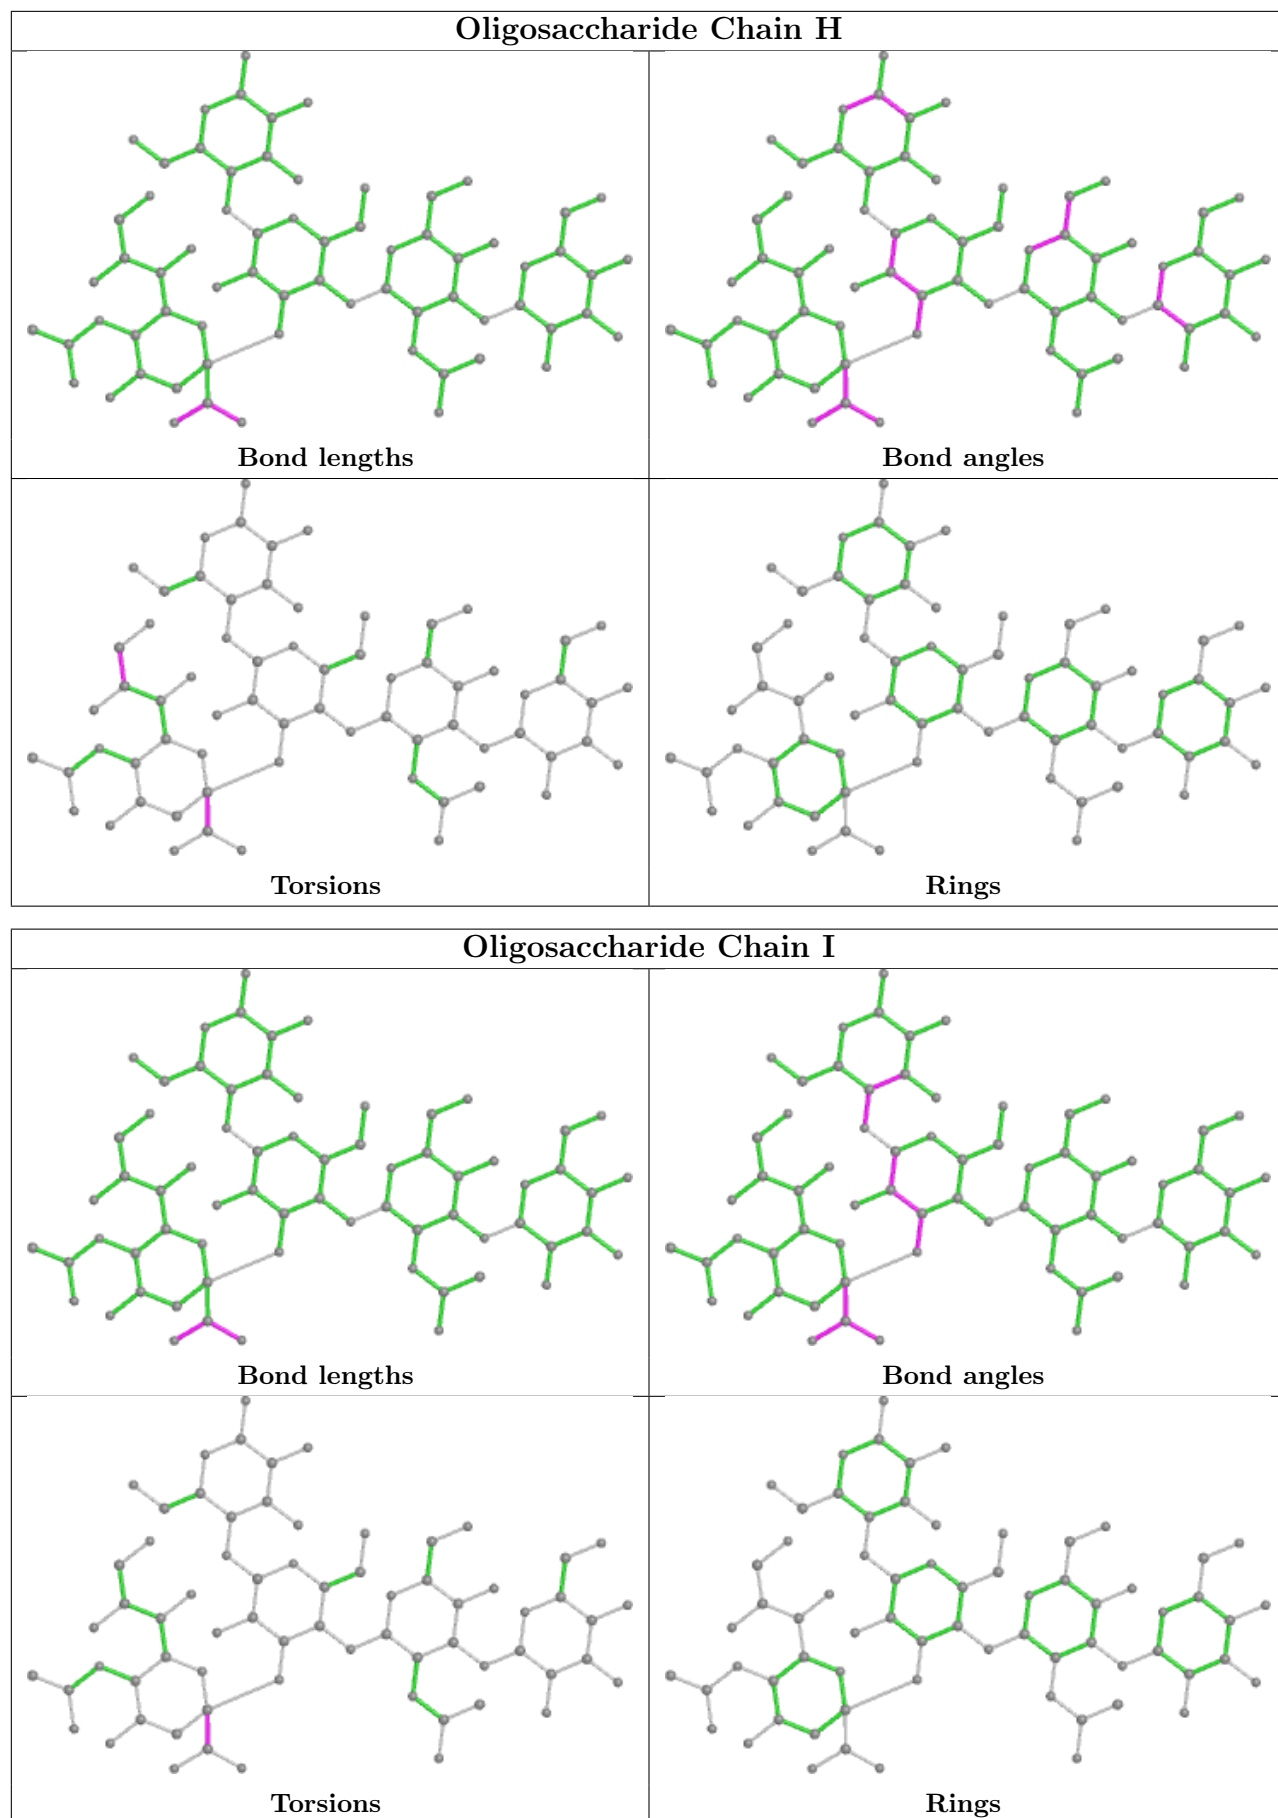 Oligosaccharide Chain H
Bond lengths
Bond angles
Torsions
Rings
Oligosaccharide Chain I
Bond lengths
Bond angles
Torsions
Rings